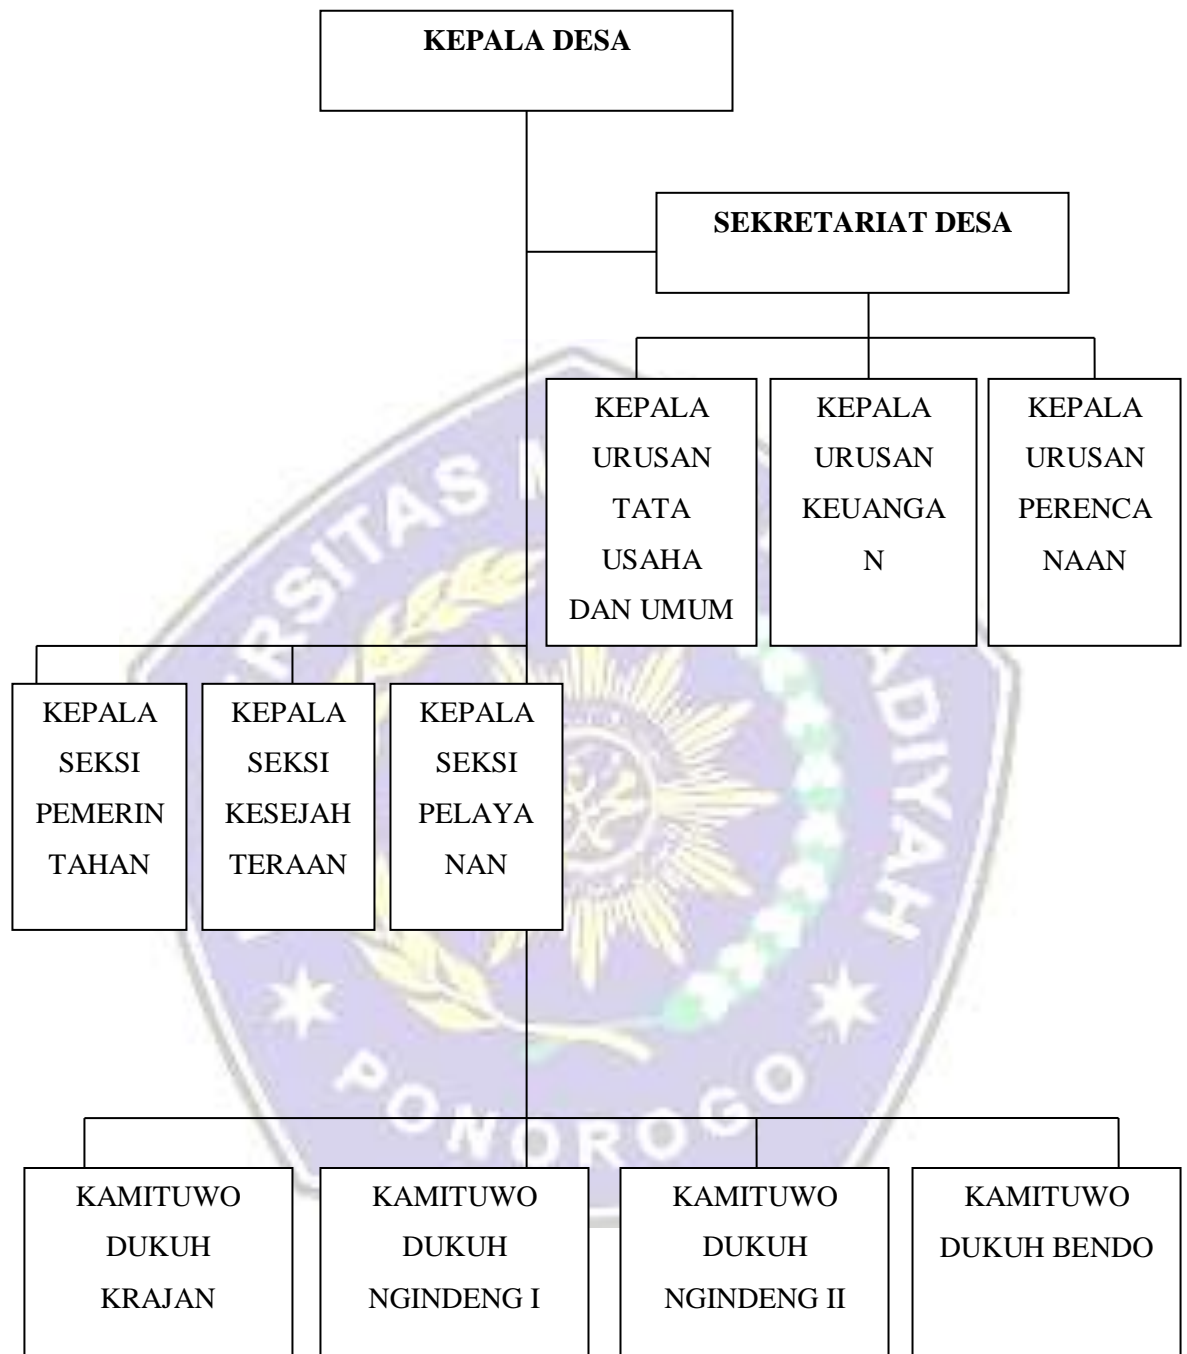 KEPALA DESA
SEKRETARIAT DESA
KEPALA
URUSAN
TATA
USAHA
DAN UMUM
KEPALA
URUSAN
KEUANGA
N
KEPALA
URUSAN
PERENCA
NAAN
KEPALA
SEKSI
PEMERIN
TAHAN
KEPALA
SEKSI
KESEJAH
TERAAN
KEPALA
SEKSI
PELAYA
NAN
KAMITUWO
DUKUH
KRAJAN
KAMITUWO
DUKUH
NGINDENG I
KAMITUWO
DUKUH
NGINDENG II
KAMITUWO
DUKUH BENDO
PONOROGO